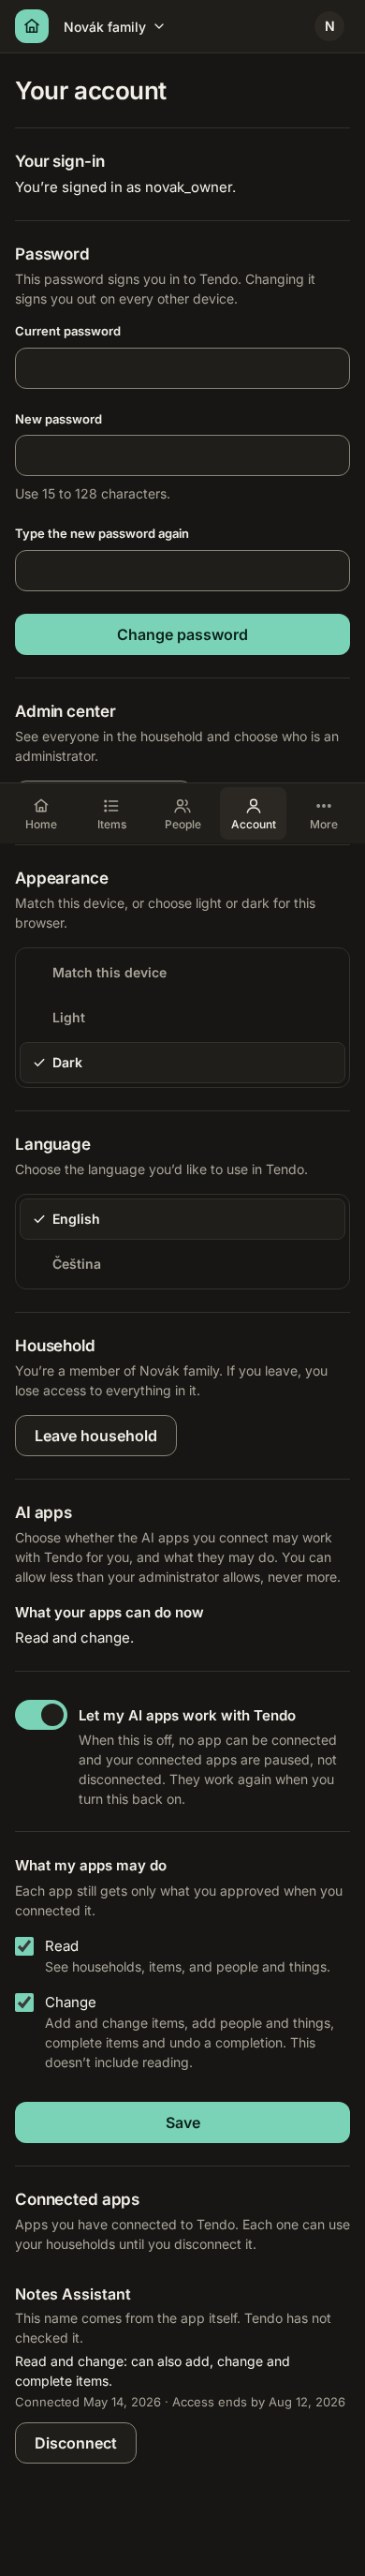 Novák family
N
Your account
Your sign-in
You’re signed in as novak_owner.
Password
This password signs you in to Tendo. Changing it
signs you out on every other device.
Current password
New password
Use 15 to 128 characters.
Type the new password again
Change password
Admin center
See everyone in the household and choose who is an
administrator.
Home
Items
People
Account
More
Appearance
Match this device, or choose light or dark for this
browser.
Match this device
Light
Dark
Language
Choose the language you’d like to use in Tendo.
English
Čeština
Household
You’re a member of Novák family. If you leave, you
lose access to everything in it.
Leave household
AI apps
Choose whether the AI apps you connect may work
with Tendo for you, and what they may do. You can
allow less than your administrator allows, never more.
What your apps can do now
Read and change.
Let my AI apps work with Tendo
When this is off, no app can be connected
and your connected apps are paused, not
disconnected. They work again when you
turn this back on.
What my apps may do
Each app still gets only what you approved when you
connected it.
Read
See households, items, and people and things.
Change
Add and change items, add people and things,
complete items and undo a completion. This
doesn’t include reading.
Save
Connected apps
Apps you have connected to Tendo. Each one can use
your households until you disconnect it.
Notes Assistant
This name comes from the app itself. Tendo has not
checked it.
Read and change: can also add, change and
complete items.
Connected May 14, 2026 · Access ends by Aug 12, 2026
Disconnect